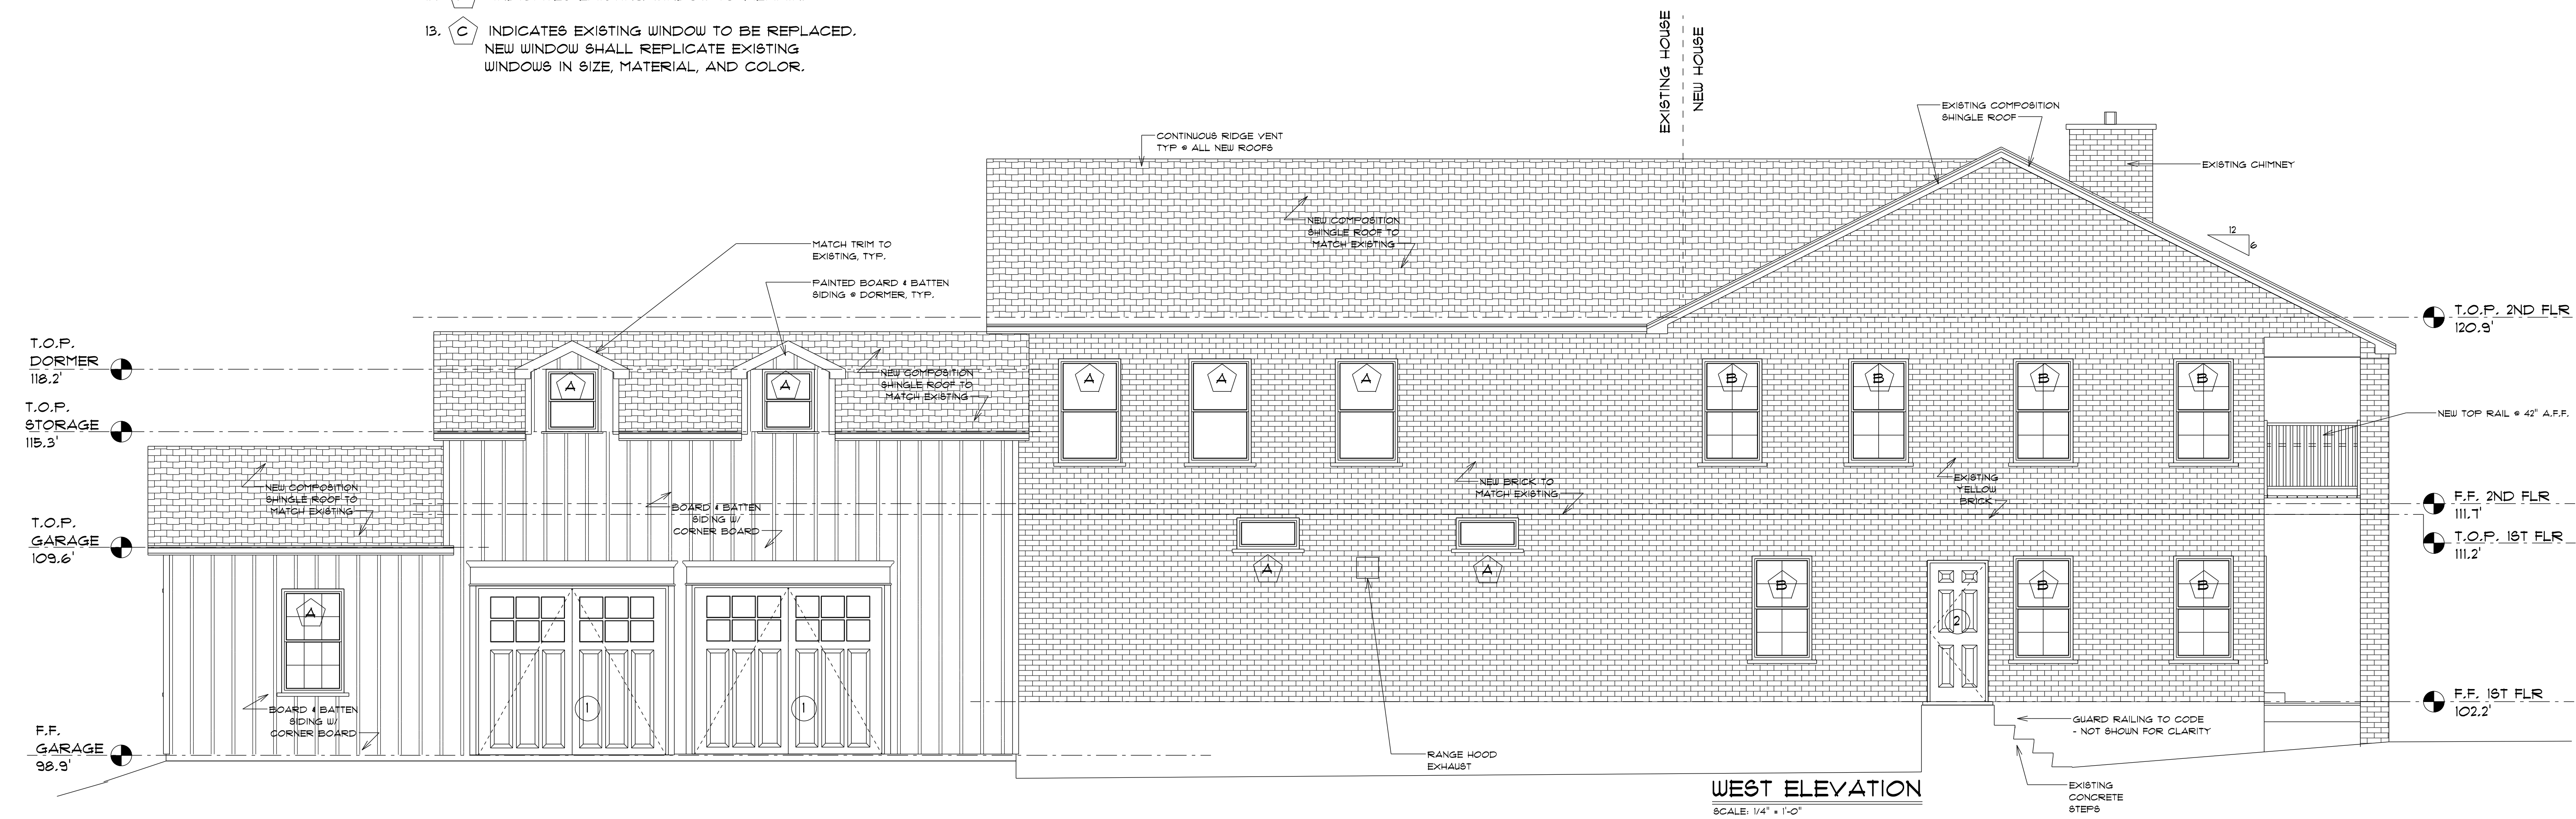 13. C INDICATES EXISTING WINDOW TO BE REPLACED.
NEW WINDOW SHALL REPLICATE EXISTING
WINDOWS IN SIZE, MATERIAL, AND COLOR.
EXISTING HOUSE
NEW HOUSE
CONTINUOUS RIDGE VENT
TYP @ ALL NEW ROOFS
EXISTING COMPOSITION
SHINGLE ROOF
EXISTING CHIMNEY
NEW COMPOSITION
SHINGLE ROOF TO
MATCH EXISTING
12
6
MATCH TRIM TO
EXISTING, TYP.
PAINTED BOARD & BATTEN
SIDING @ DORMER, TYP.
T.O.P. 2ND FLR
120.9'
T.O.P.
DORMER
118.2'
A
A
NEW COMPOSITION
SHINGLE ROOF TO
MATCH EXISTING
A
A
A
B
B
B
B
T.O.P.
STORAGE
115.3'
NEW TOP RAIL @ 42" A.F.F.
NEW COMPOSITION
SHINGLE ROOF TO
MATCH EXISTING
BOARD & BATTEN
SIDING W/
CORNER BOARD
NEW BRICK TO
MATCH EXISTING
EXISTING
YELLOW
BRICK
F.F. 2ND FLR
111.7'
T.O.P.
GARAGE
109.6'
T.O.P. 1ST FLR
111.2'
A
A
A
B
B
B
2
1
1
BOARD & BATTEN
SIDING W/
CORNER BOARD
F.F. 1ST FLR
102.2'
F.F.
GARAGE
98.9'
GUARD RAILING TO CODE
- NOT SHOWN FOR CLARITY
RANGE HOOD
EXHAUST
EXISTING
CONCRETE
STEPS
WEST ELEVATION
SCALE: 1/4" = 1'-0"